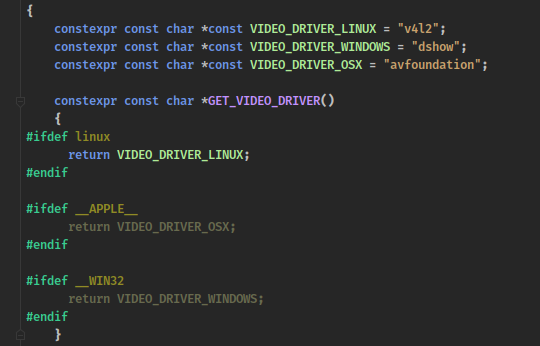 {
constexpr const char *const VIDEO_DRIVER_LINUX = "v4l2";
constexpr const char *const VIDEO_DRIVER_WINDOWS = "dshow";
constexpr const char *const VIDEO_DRIVER_OSX = "avfoundation";
constexpr const char *GET_VIDEO_DRIVER()
{
#ifdef linux
return VIDEO_DRIVER_LINUX;
#endif
#ifdef __APPLE__
return VIDEO_DRIVER_OSX;
#endif
#ifdef __WIN32
return VIDEO_DRIVER_WINDOWS;
#endif
}